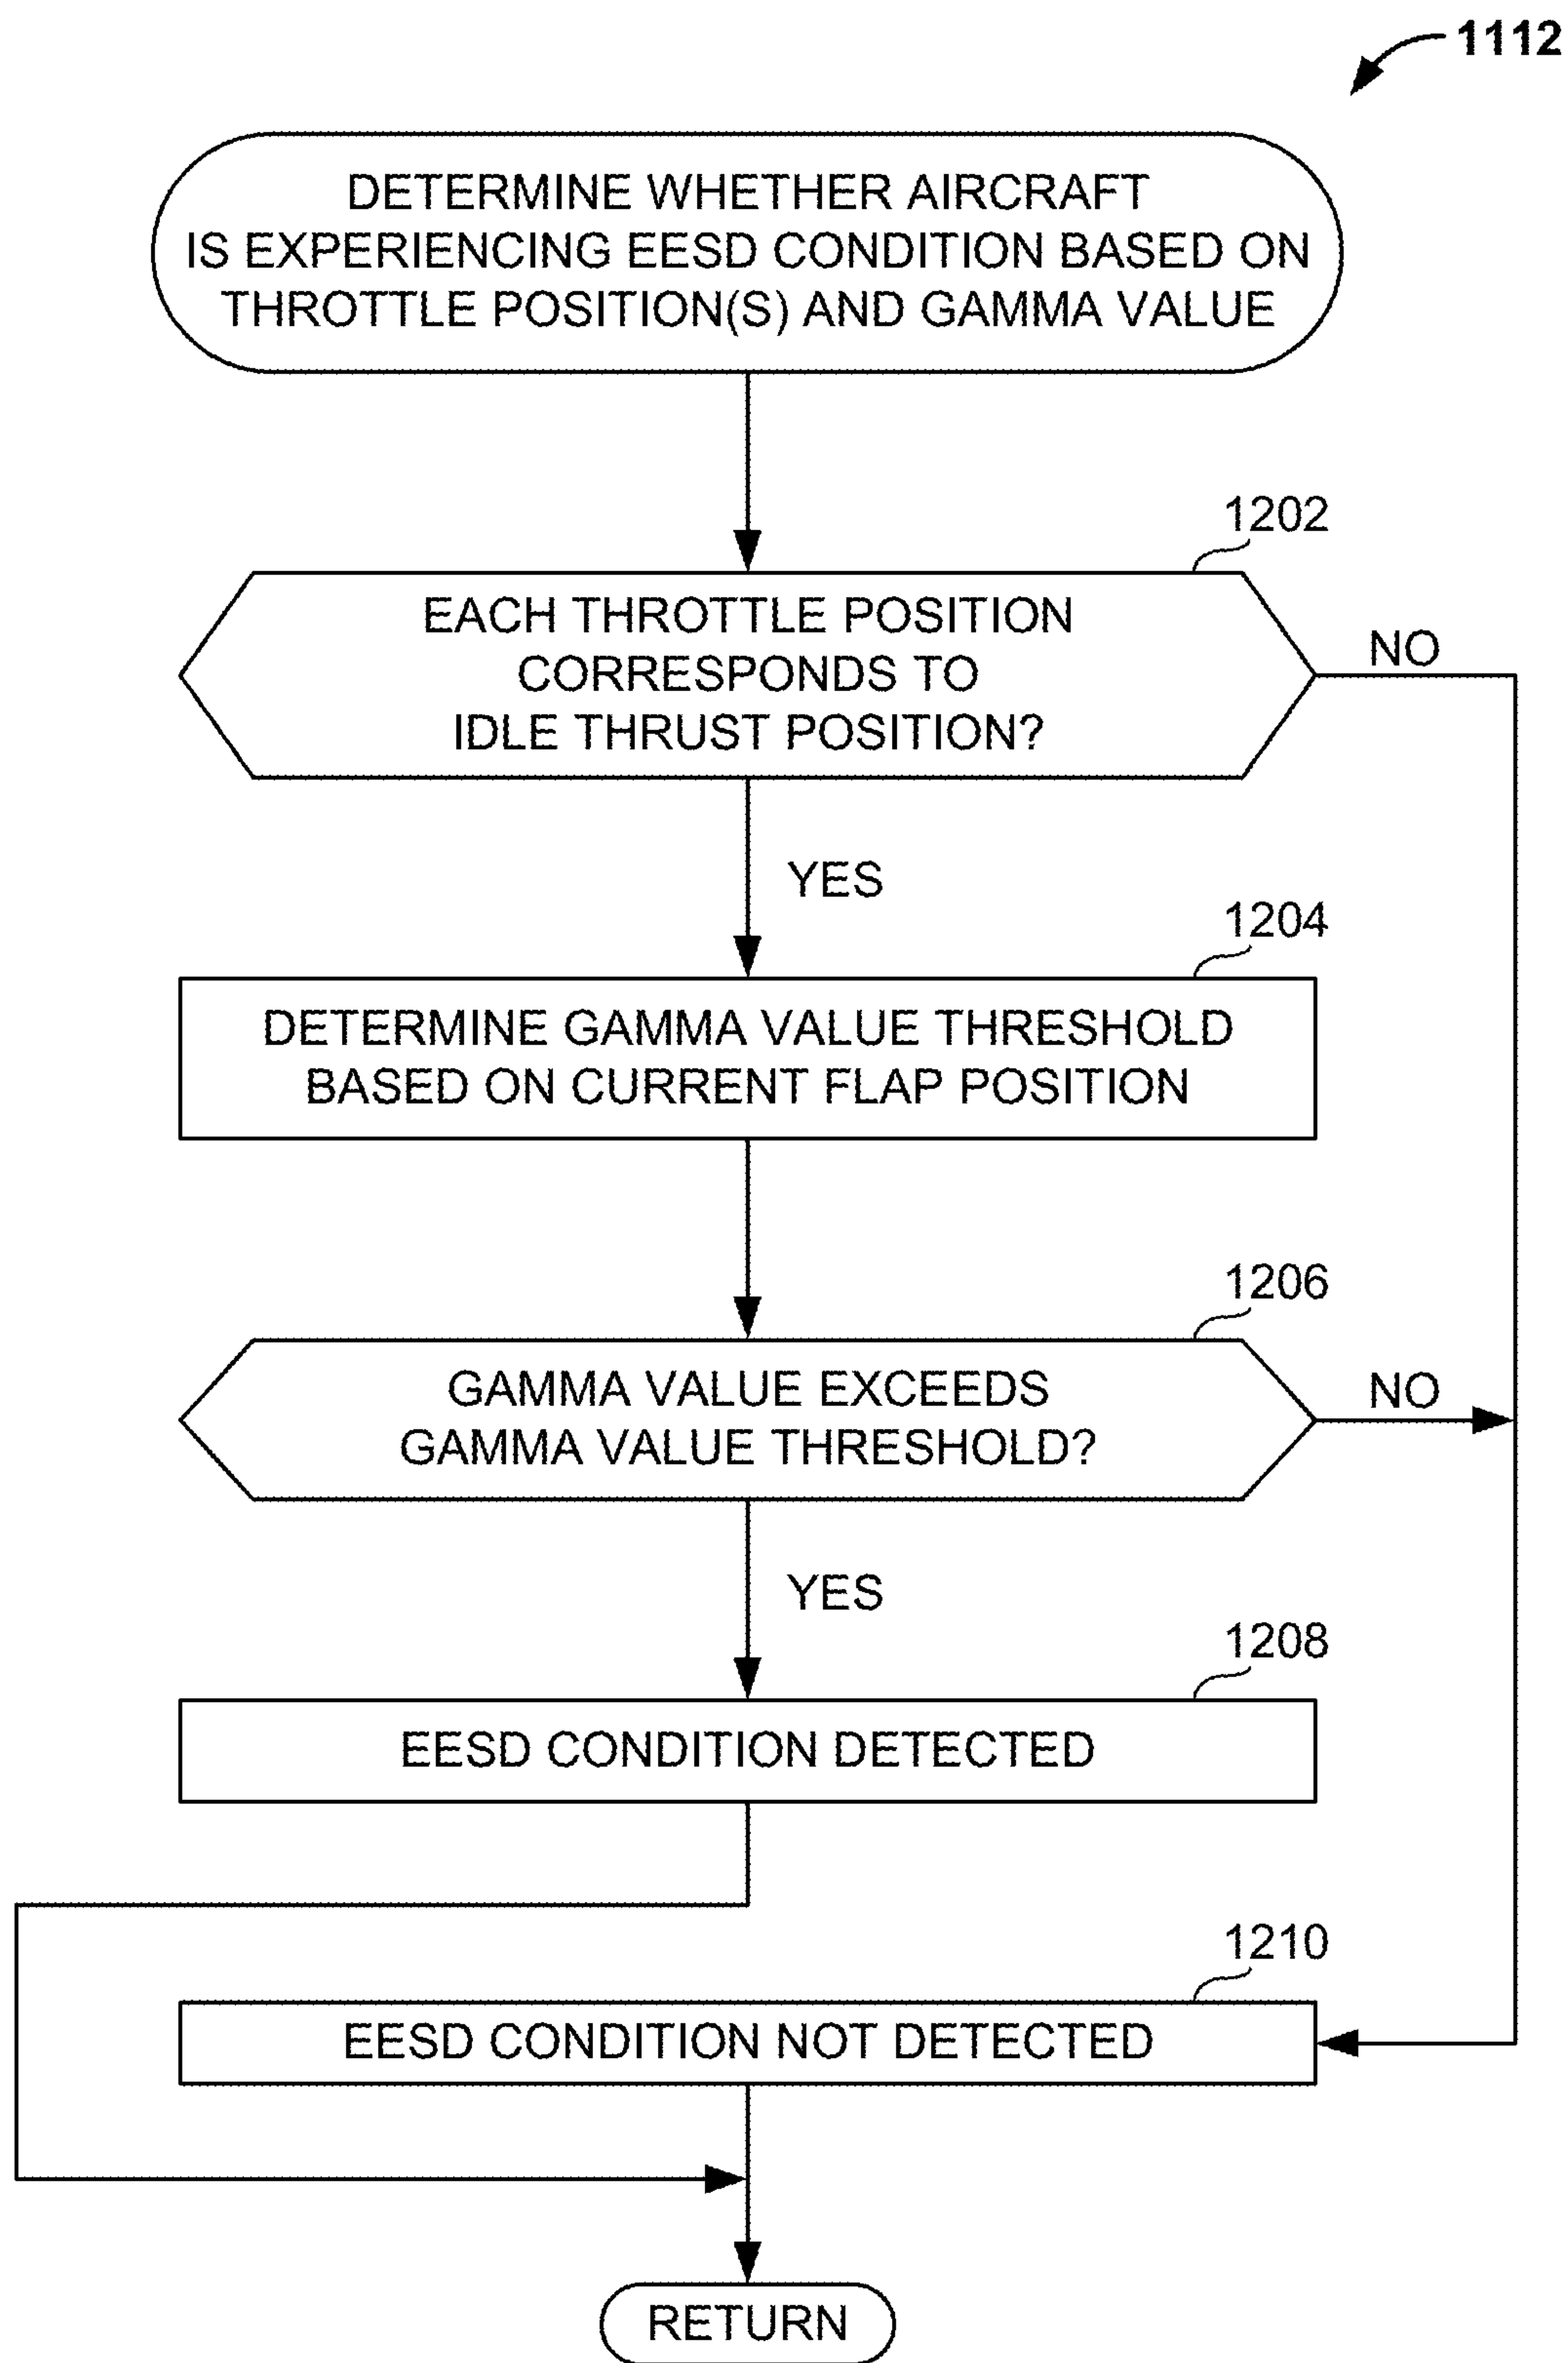 1112
DETERMINE WHETHER AIRCRAFT
IS EXPERIENCING EESD CONDITION BASED ON
THROTTLE POSITION(S) AND GAMMA VALUE
1202
EACH THROTTLE POSITION
CORRESPONDS TO
IDLE THRUST POSITION?
NO
YES
1204
DETERMINE GAMMA VALUE THRESHOLD
BASED ON CURRENT FLAP POSITION
1206
GAMMA VALUE EXCEEDS
GAMMA VALUE THRESHOLD?
NO
YES
1208
EESD CONDITION DETECTED
1210
EESD CONDITION NOT DETECTED
RETURN